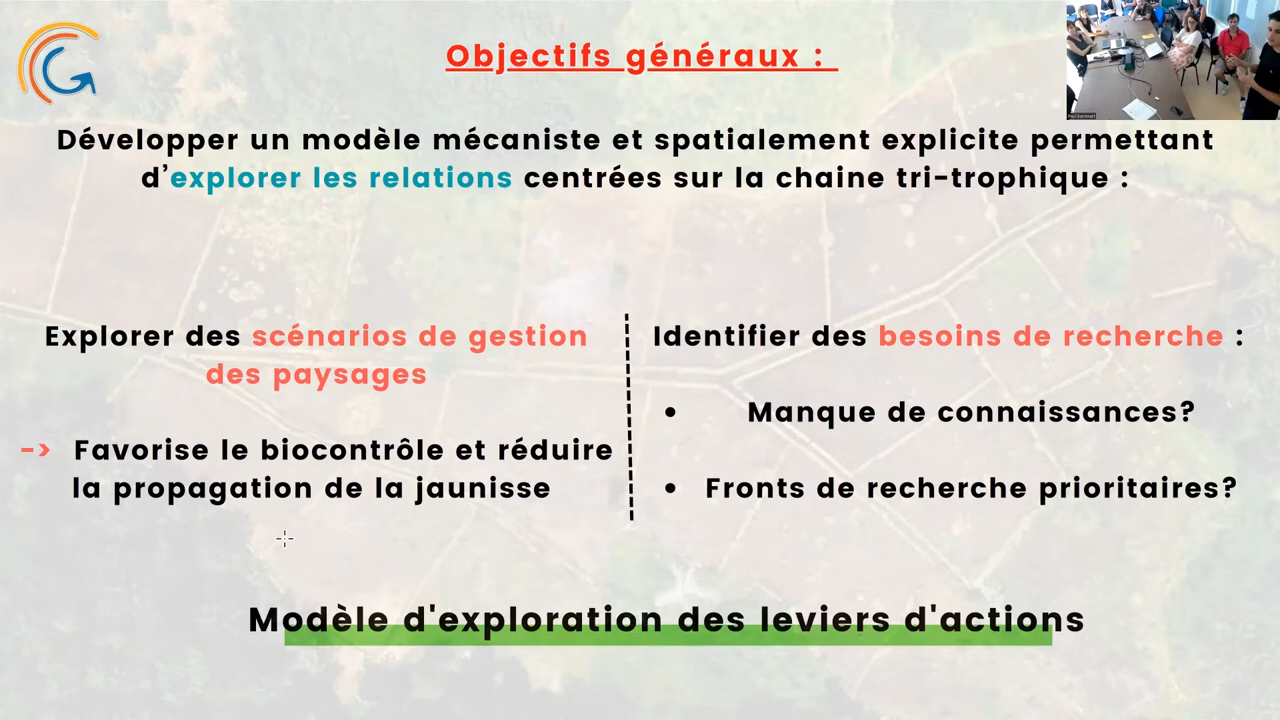 Objectifs généraux :
Développer un modèle mécaniste et spatialement explicite permettant
d'explorer les relations centrées sur la chaine tri-trophique :
Explorer des scénarios de gestion
des paysages
-> Favorise le biocontrôle et réduire
la propagation de la jaunisse
Identifier des besoins de recherche :
• Manque de connaissances?
• Fronts de recherche prioritaires?
Modèle d'exploration des leviers d'actions